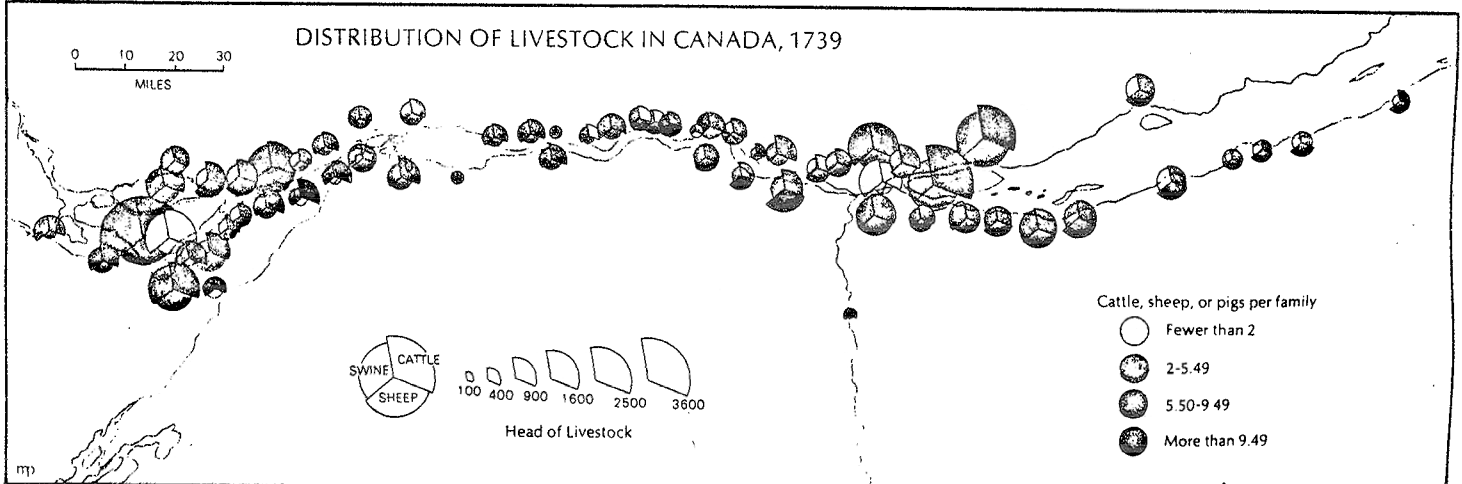 DISTRIBUTION OF LIVESTOCK IN CANADA, 1739
0 10 20 30
MILES
Cattle, sheep, or pigs per family
Fewer than 2
2-5.49
5.50-9 49
More than 9.49
SWINE CATTLE
SHEEP
100 400 900 1600 2500 3600
Head of Livestock
mp